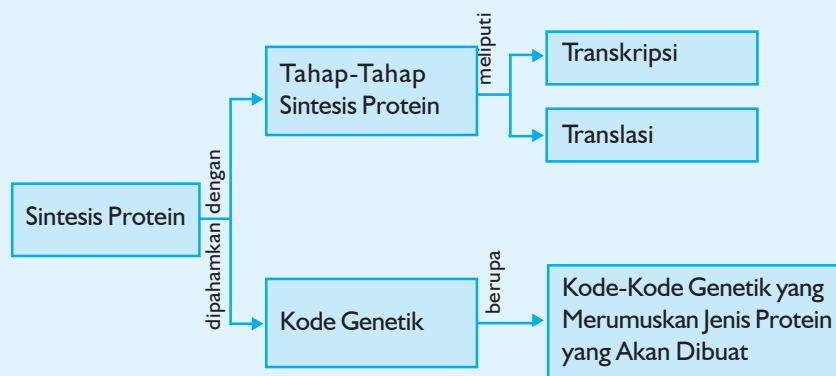 Sintesis Protein
dipahamkan dengan
Tahap-Tahap
Sintesis Protein
meliputi
Transkripsi
Translasi
Kode Genetik
berupa
Kode-Kode Genetik yang
Merumuskan Jenis Protein
yang Akan Dibuat